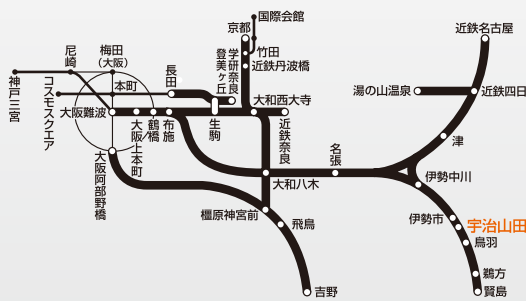 国際会館
京都
近鉄名古屋
竹田
近鉄丹波橋
学研奈良
登美ヶ丘
尼崎
梅田
(大阪)
長田
神戸三宮
コスモスクエア
本町
湯の山温泉
近鉄四日
大和西大寺
大阪難波
鶴橋
布施
生駒
近鉄奈良
大阪上本町
津
名張
大阪阿部野橋
大和八木
伊勢中川
橿原神宮前
飛鳥
伊勢市
宇治山田
鳥羽
鵜方
吉野
賢島